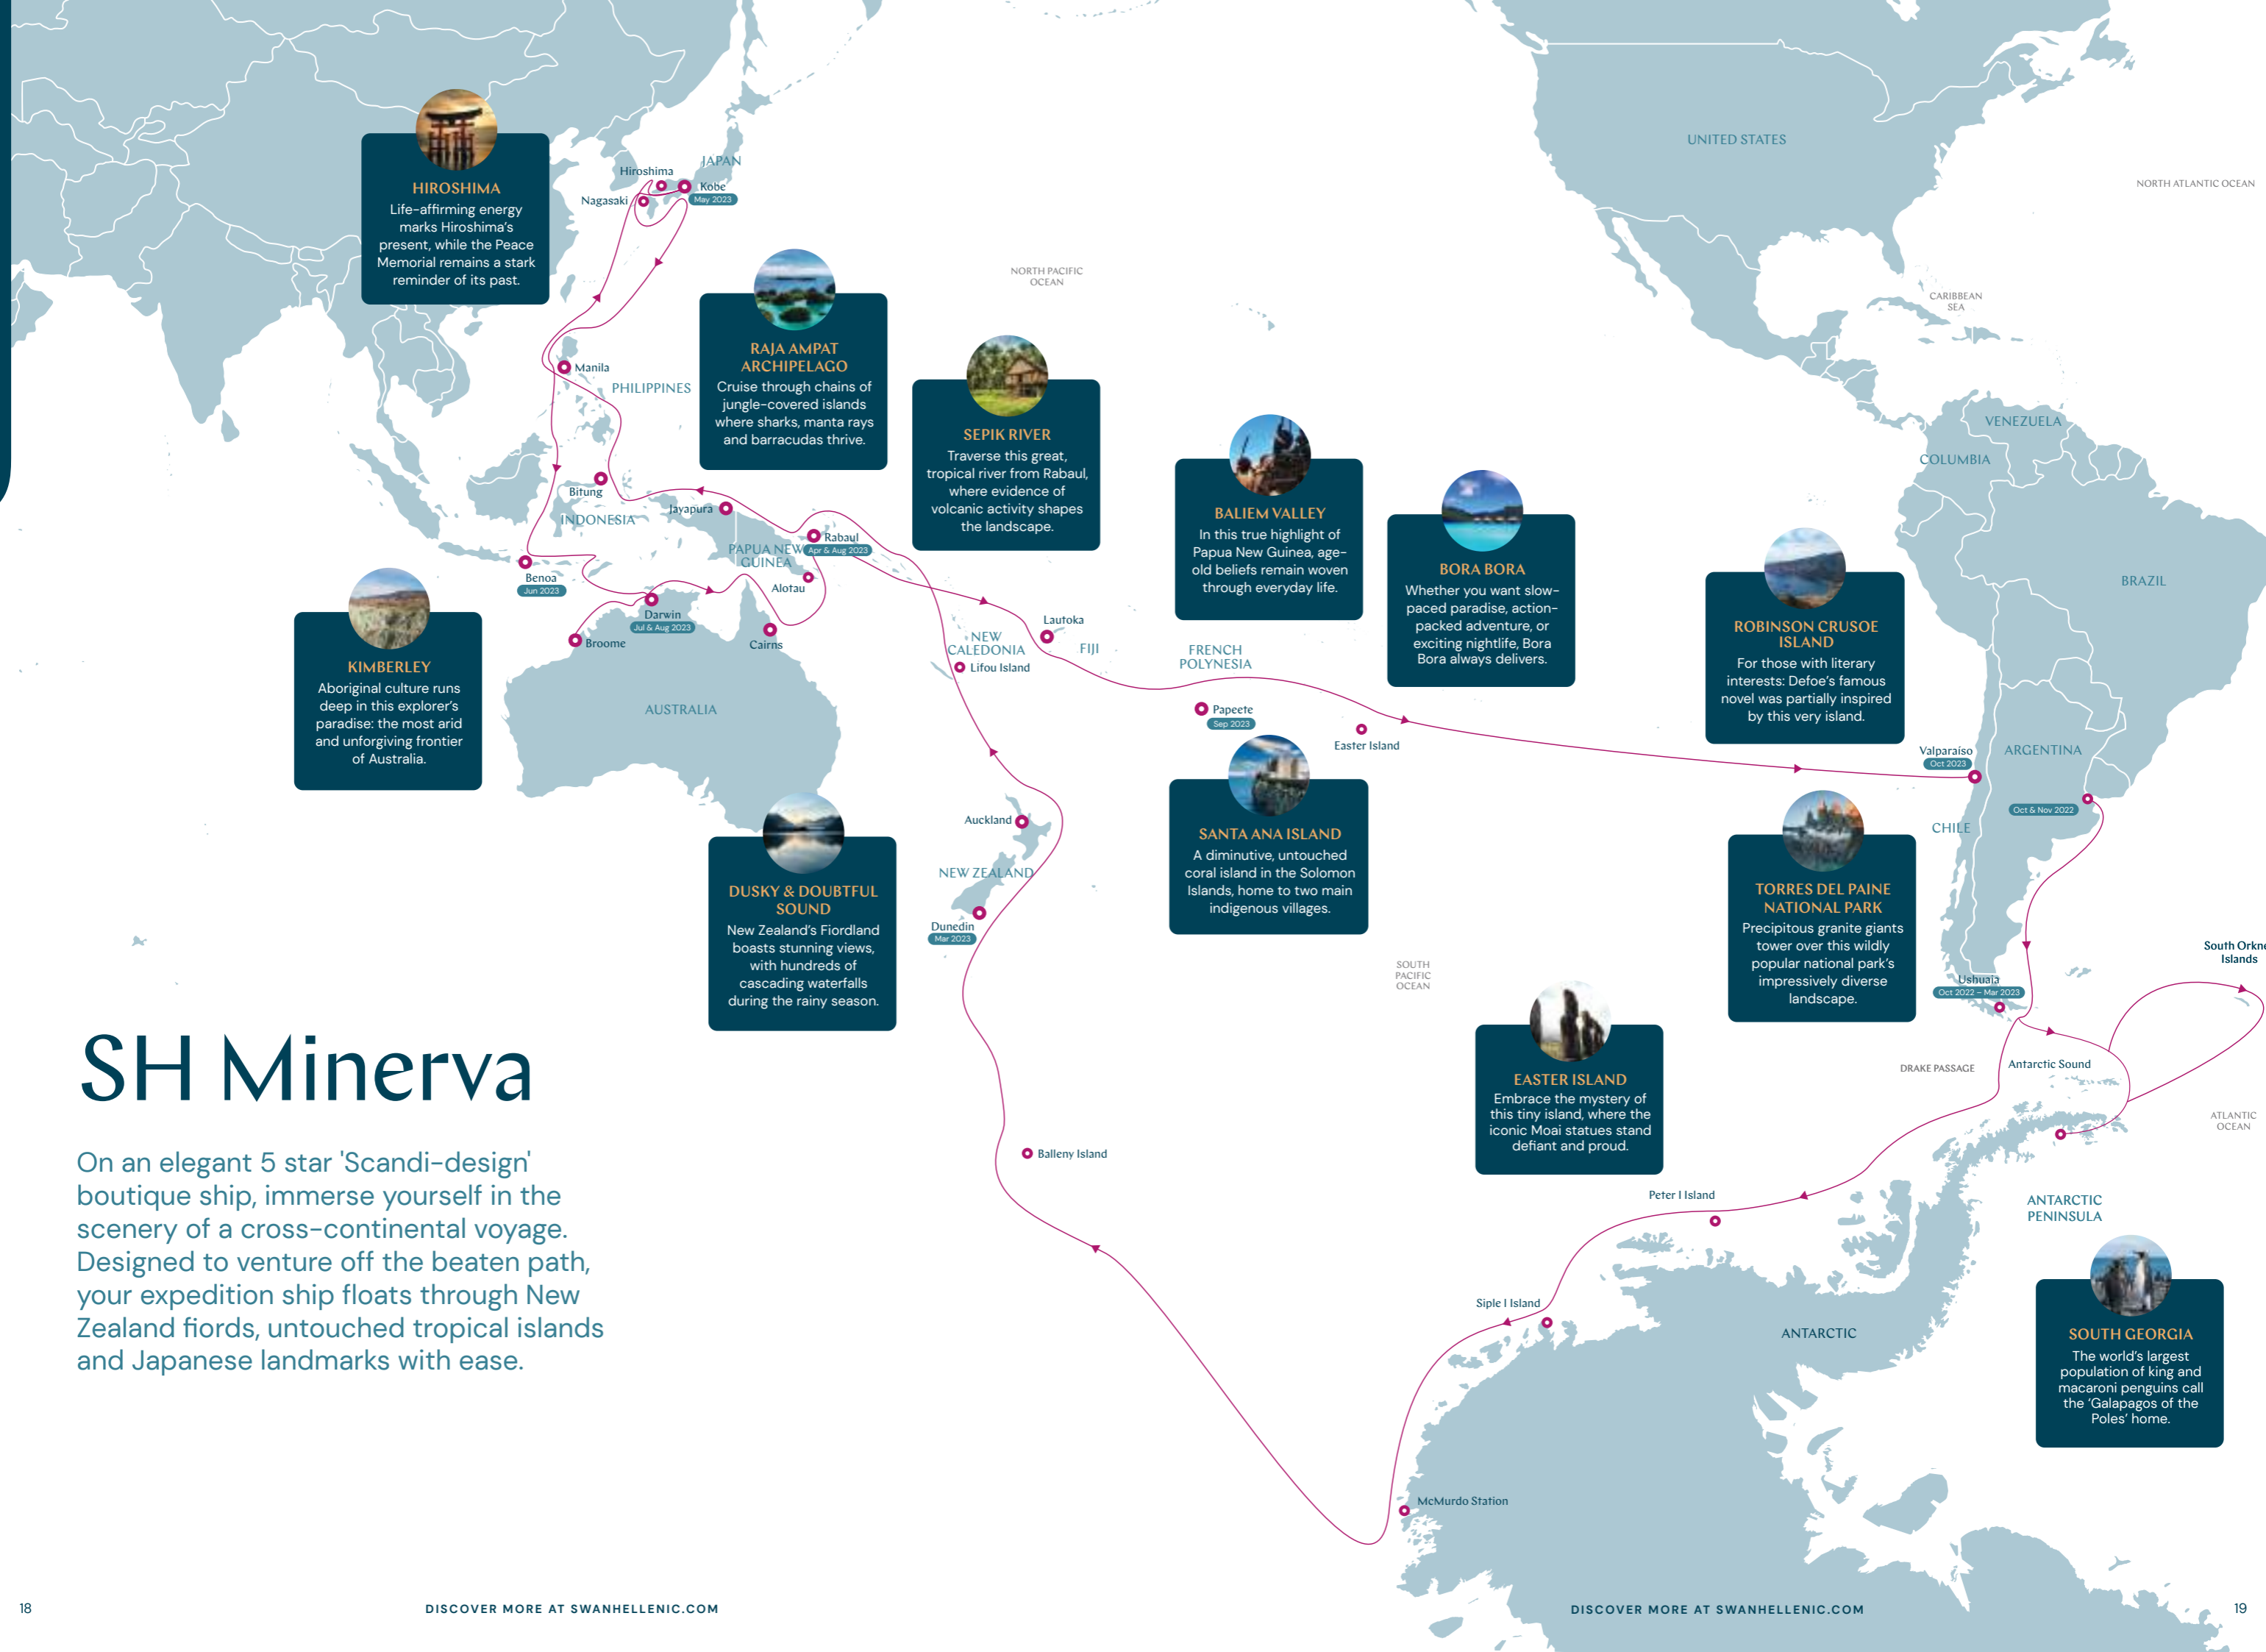 UNITED STATES
NORTH ATLANTIC OCEAN
JAPAN
Hiroshima
Kobe
May 2023
Nagasaki
HIROSHIMA
Life-affirming energy
marks Hiroshima's
present, while the Peace
Memorial remains a stark
reminder of its past.
NORTH PACIFIC
OCEAN
CARIBBEAN
SEA
RAJA AMPAT
ARCHIPELAGO
Cruise through chains of
jungle-covered islands
where sharks, manta rays
and barracudas thrive.
Manila
PHILIPPINES
SEPIK RIVER
Traverse this great,
tropical river from Rabaul,
where evidence of
volcanic activity shapes
the landscape.
VENEZUELA
COLUMBIA
BRAZIL
Bitung
INDONESIA
Jayapura
Rabaul
Apr & Aug 2023
PAPUA NEW
GUINEA
Alotau
Benoa
Jun 2023
Darwin
Jul & Aug 2023
Broome
Cairns
BALIEM VALLEY
In this true highlight of
Papua New Guinea, age-
old beliefs remain woven
through everyday life.
BORA BORA
Whether you want slow-
paced paradise, action-
packed adventure, or
exciting nightlife, Bora
Bora always delivers.
ROBINSON CRUSOE
ISLAND
For those with literary
interests: Defoe's famous
novel was partially inspired
by this very island.
KIMBERLEY
Aboriginal culture runs
deep in this explorer's
paradise: the most arid
and unforgiving frontier
of Australia.
AUSTRALIA
NEW
CALEDONIA
Lifou Island
Lautoka
FIJI
FRENCH
POLYNESIA
Papeete
Sep 2023
Easter Island
Valparaíso
Oct 2023
ARGENTINA
Oct & Nov 2022
CHILE
SANTA ANA ISLAND
A diminutive, untouched
coral island in the Solomon
Islands, home to two main
indigenous villages.
Auckland
NEW ZEALAND
Dunedin
Mar 2023
DUSKY & DOUBTFUL
SOUND
New Zealand's Fiordland
boasts stunning views,
with hundreds of
cascading waterfalls
during the rainy season.
TORRES DEL PAINE
NATIONAL PARK
Precipitous granite giants
tower over this wildly
popular national park's
impressively diverse
landscape.
SOUTH
PACIFIC
OCEAN
Ushuaia
Oct 2022 – Mar 2023
South Orkne
Islands
DRAKE PASSAGE
Antarctic Sound
ATLANTIC
OCEAN
EASTER ISLAND
Embrace the mystery of
this tiny island, where the
iconic Moai statues stand
defiant and proud.
SH Minerva
On an elegant 5 star 'Scandi-design'
boutique ship, immerse yourself in the
scenery of a cross-continental voyage.
Designed to venture off the beaten path,
your expedition ship floats through New
Zealand fiords, untouched tropical islands
and Japanese landmarks with ease.
Balleny Island
Peter I Island
ANTARCTIC
PENINSULA
Siple I Island
ANTARCTIC
SOUTH GEORGIA
The world's largest
population of king and
macaroni penguins call
the 'Galapagos of the
Poles' home.
McMurdo Station
18
DISCOVER MORE AT SWANHELLENIC.COM
DISCOVER MORE AT SWANHELLENIC.COM
19